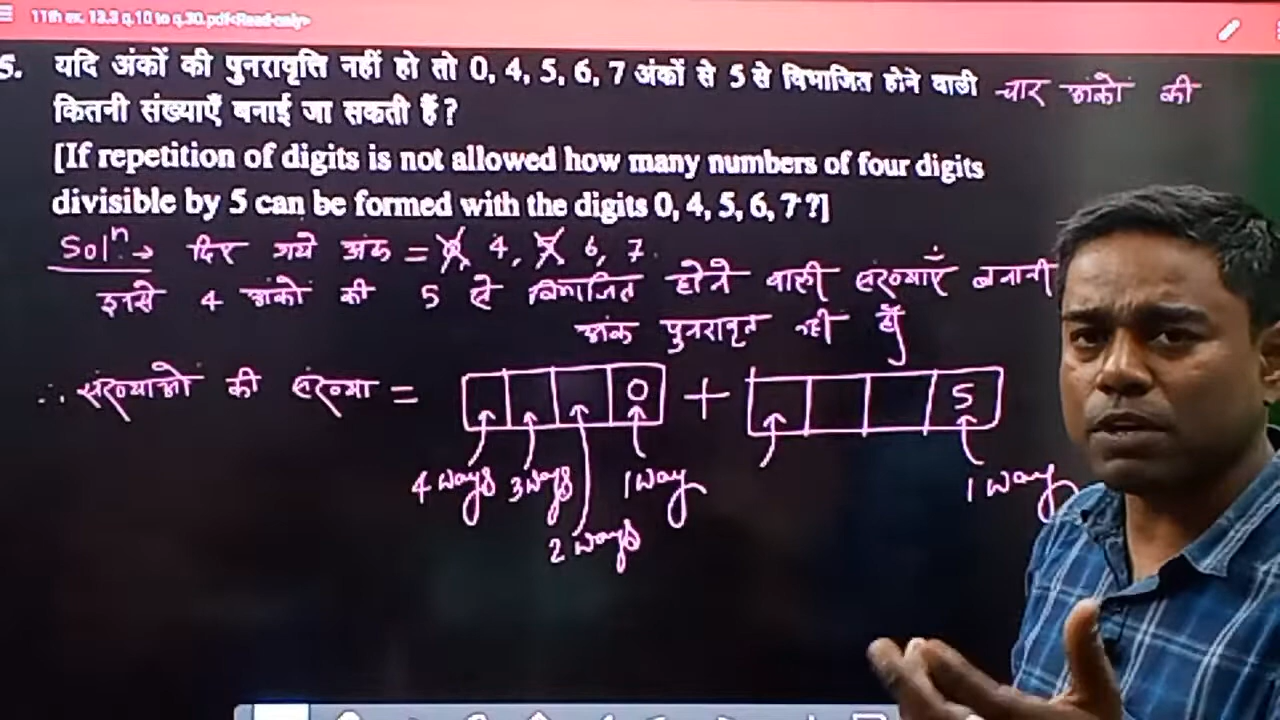 11th ex. 13.3 q.10 to q.30.pdf<Read-only>
5. यदि अंकों की पुनरावृत्ति नहीं हो तो 0, 4, 5, 6, 7 अंकों से 5 से विभाजित होने वाली चार अंको की
कितनी संख्याएँ बनाई जा सकती हैं ?
[If repetition of digits is not allowed how many numbers of four digits
divisible by 5 can be formed with the digits 0, 4, 5, 6, 7 ?]
Solⁿ → दिए गये अंक = 0, 4, 5, 6, 7.
इनसे 4 अंको की 5 से विभाजित होने वाली संख्याएँ बनानी
अंक पुनरावृत नही हों
∴ संख्याओ की संख्या = 0 + 5
4 ways 3 ways 1 way 1 way
2 ways